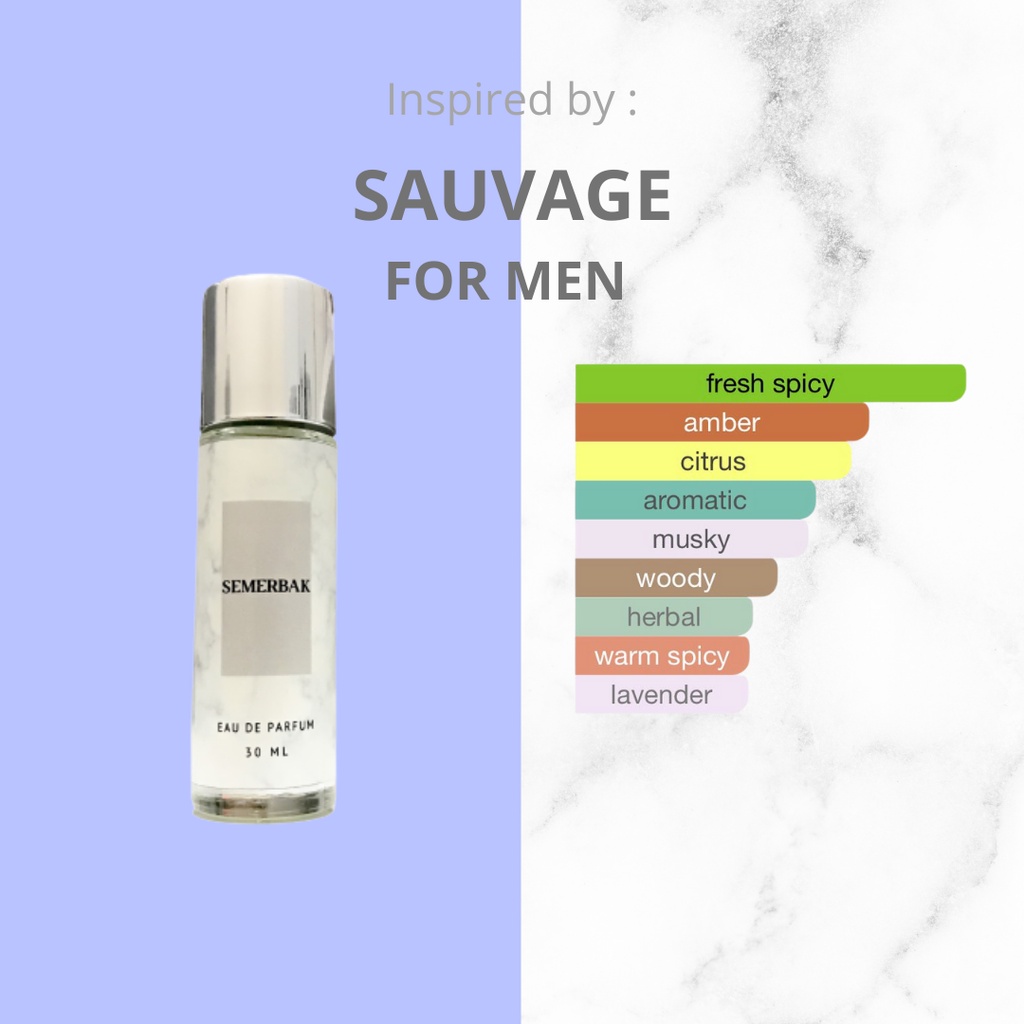 Inspired by :
SAUVAGE
FOR MEN
fresh spicy
amber
citrus
aromatic
musky
woody
herbal
warm spicy
lavender
SEMERBAK
EAU DE PARFUM
30 ML